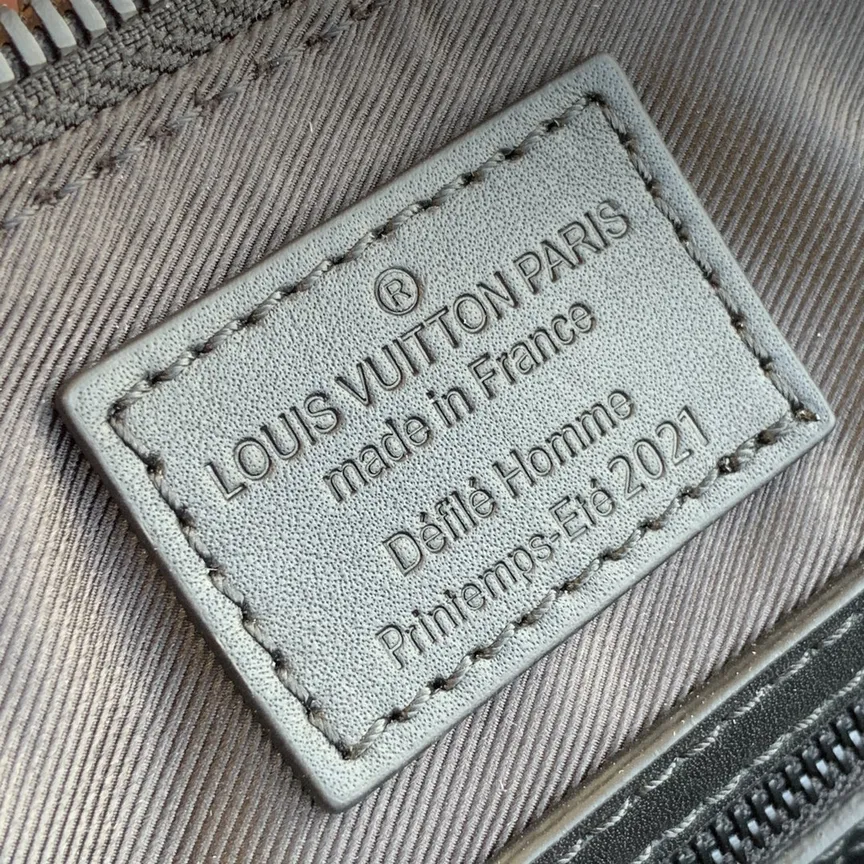 ®
LOUIS VUITTON PARIS
made in France
Défilé Homme
Printemps-Eté 2021